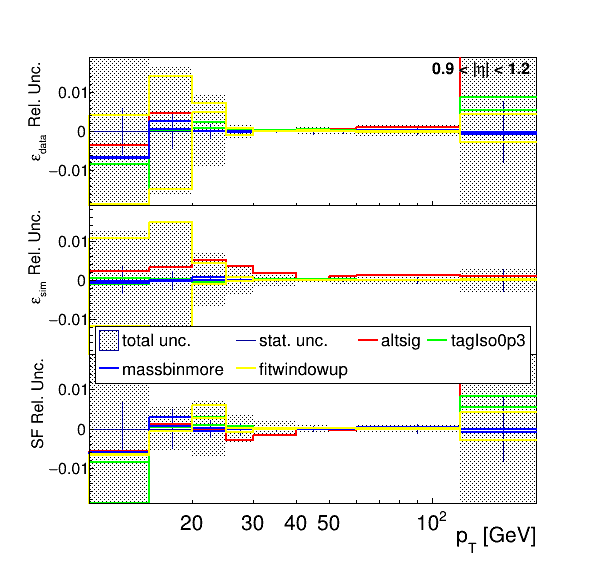 0.9 < |η| < 1.2
ε_data Rel. Unc.
0.01
0
−0.01
ε_sim Rel. Unc.
0.01
0
−0.01
total unc. stat. unc. altsig tagIso0p3
massbinmore fitwindowup
SF Rel. Unc.
0.01
0
−0.01
20 30 40 50 10²
p_T [GeV]